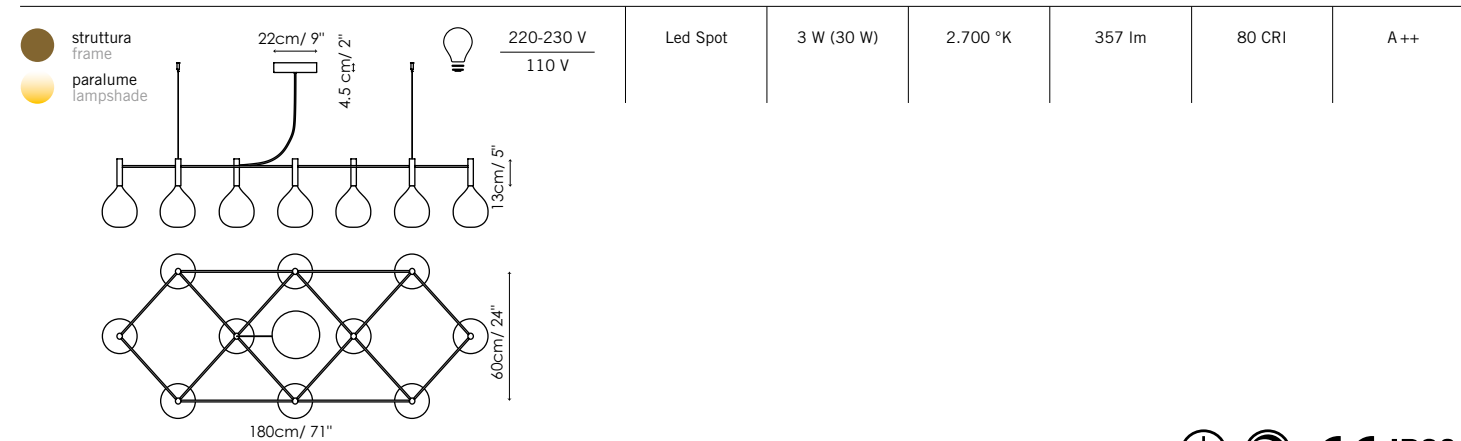 struttura
frame
paralume
lampshade
22cm/ 9"
4.5 cm/ 2"
220-230 V
110 V
Led Spot
3 W (30 W)
2.700 °K
357 lm
80 CRI
A++
13cm/ 5"
60cm/ 24"
180cm/ 71"